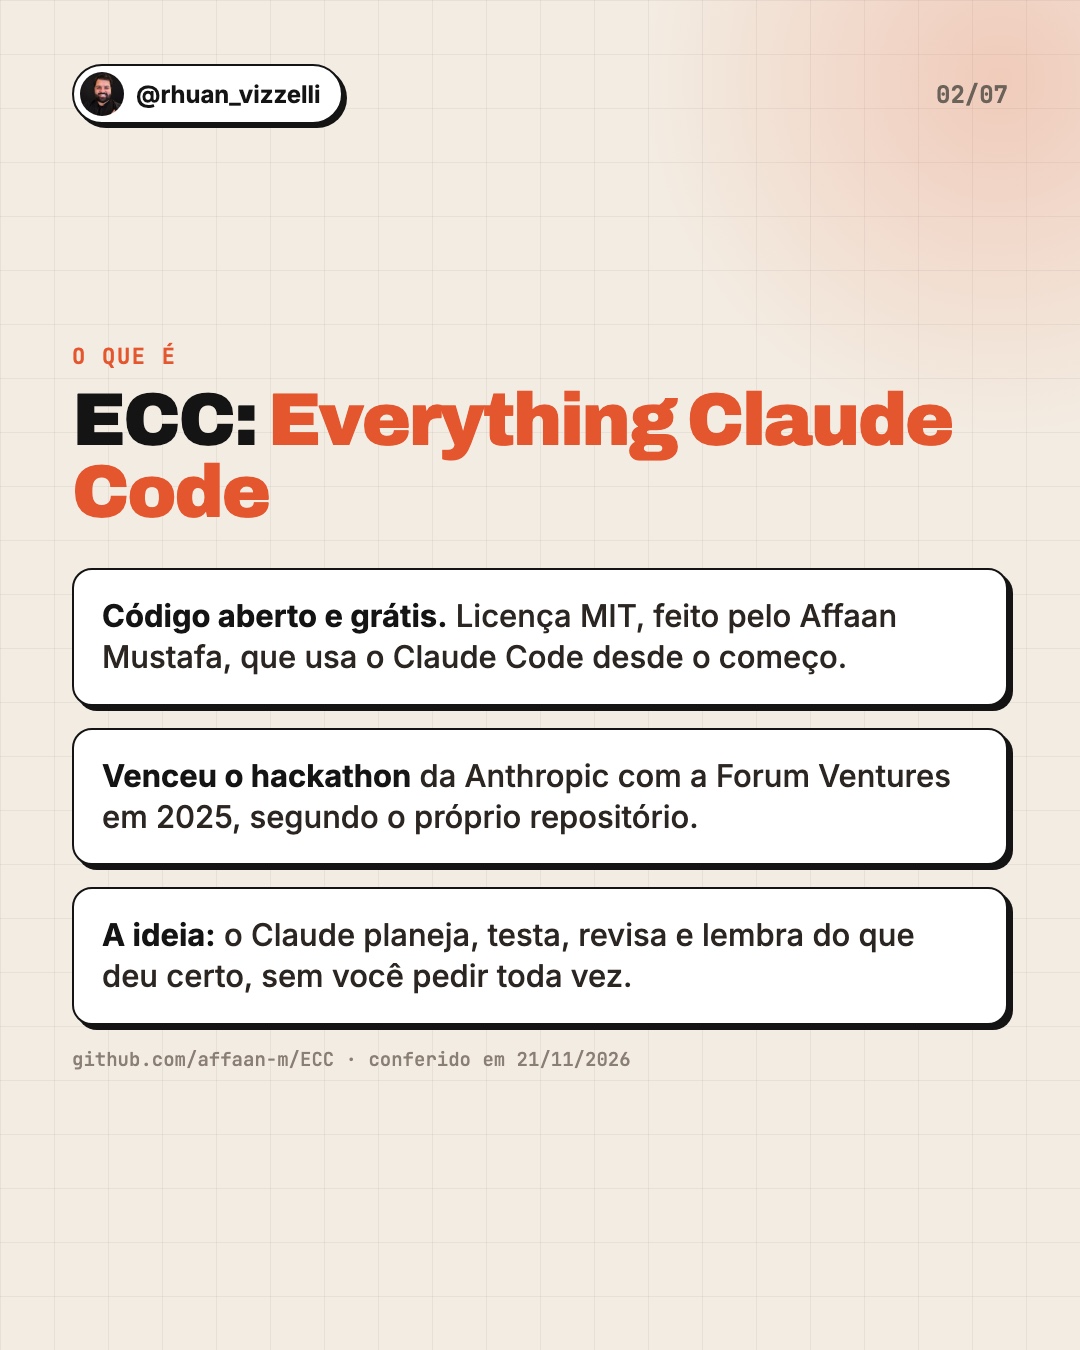 @rhuan_vizzelli
02/07
O QUE É
ECC: Everything Claude
Code
Código aberto e grátis. Licença MIT, feito pelo Affaan
Mustafa, que usa o Claude Code desde o começo.
Venceu o hackathon da Anthropic com a Forum Ventures
em 2025, segundo o próprio repositório.
A ideia: o Claude planeja, testa, revisa e lembra do que
deu certo, sem você pedir toda vez.
github.com/affaan-m/ECC · conferido em 21/11/2026